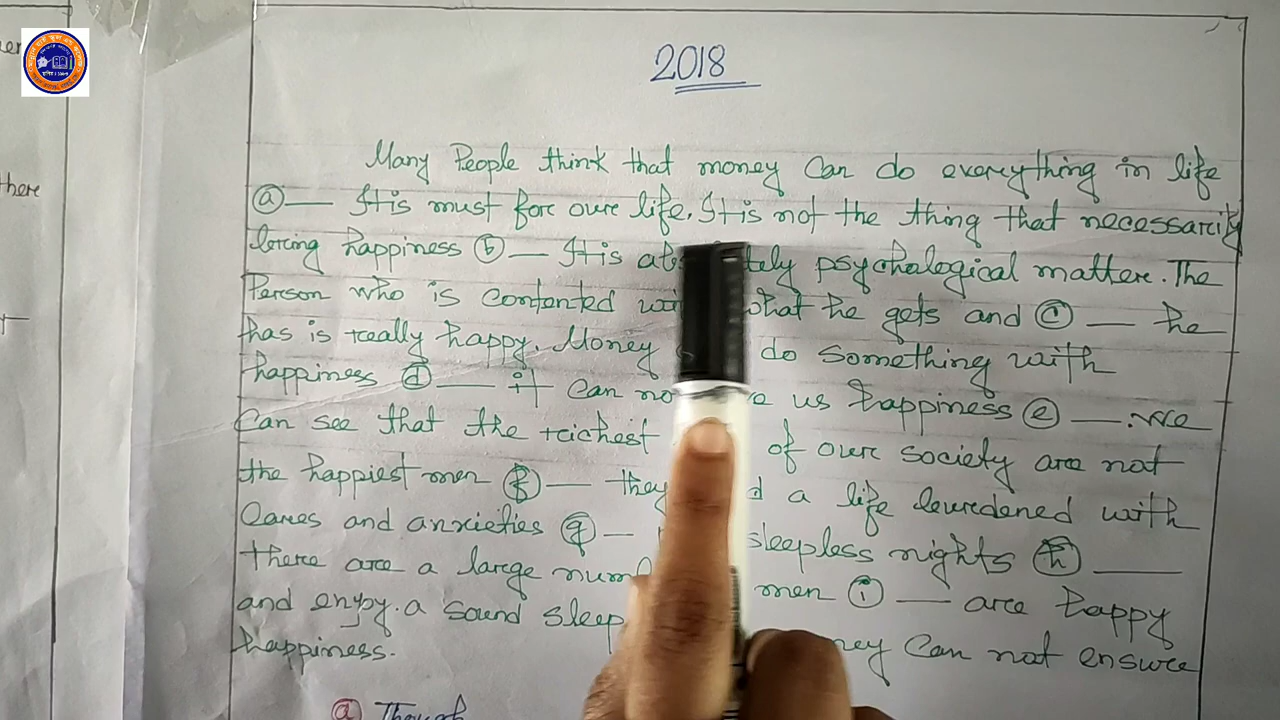 2018
Many People think that money can do everything in life
ⓐ — It is must for our life. It is not the thing that necessarily
bring happiness ⓑ — It is psychological matter. The
Person who is contented what he gets and ⓒ — he
has is really happy. Money do something with
happiness ⓓ — it can us happiness ⓔ —. We
can see that the richest of our society are not
the happiest men ⓕ — they a life burdened with
Cares and anxieties ⓖ — sleepless nights ⓗ —
there are a large men ⓘ — are happy
and enjoy. a sound sleep can not ensure
happiness.
ⓐ Though
there